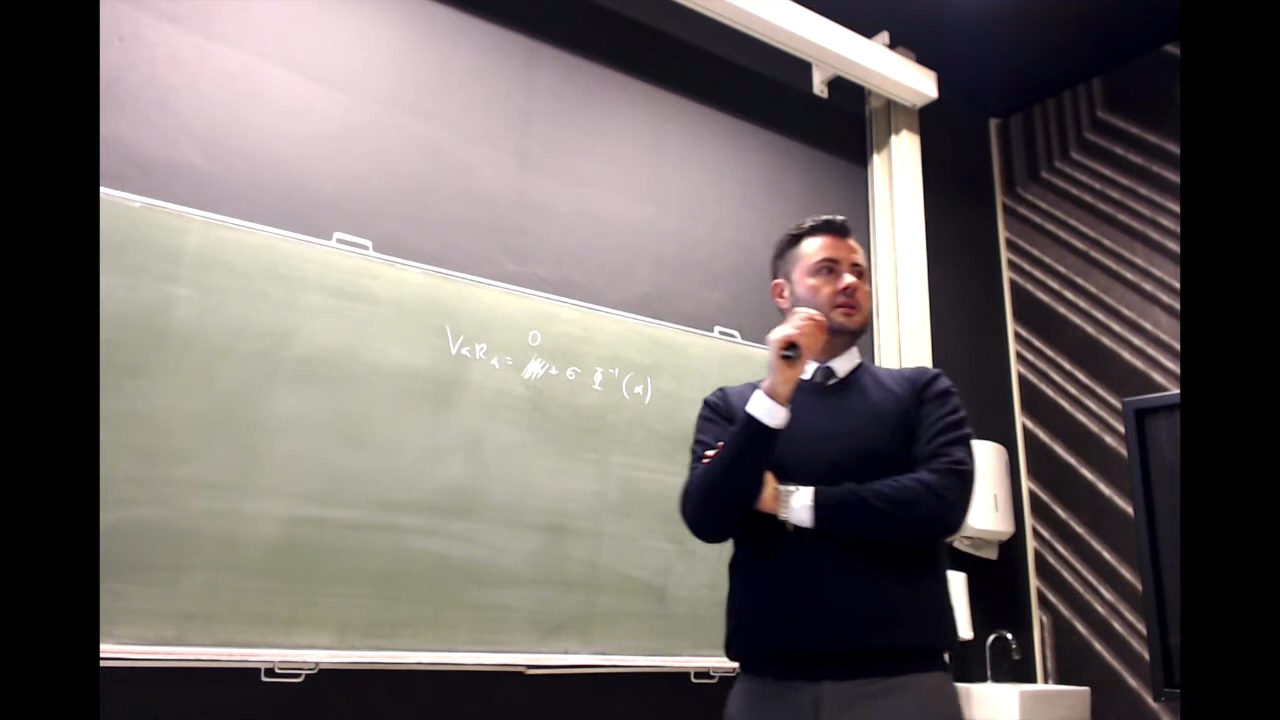 0
VaRα = + σ Φ⁻¹(α)